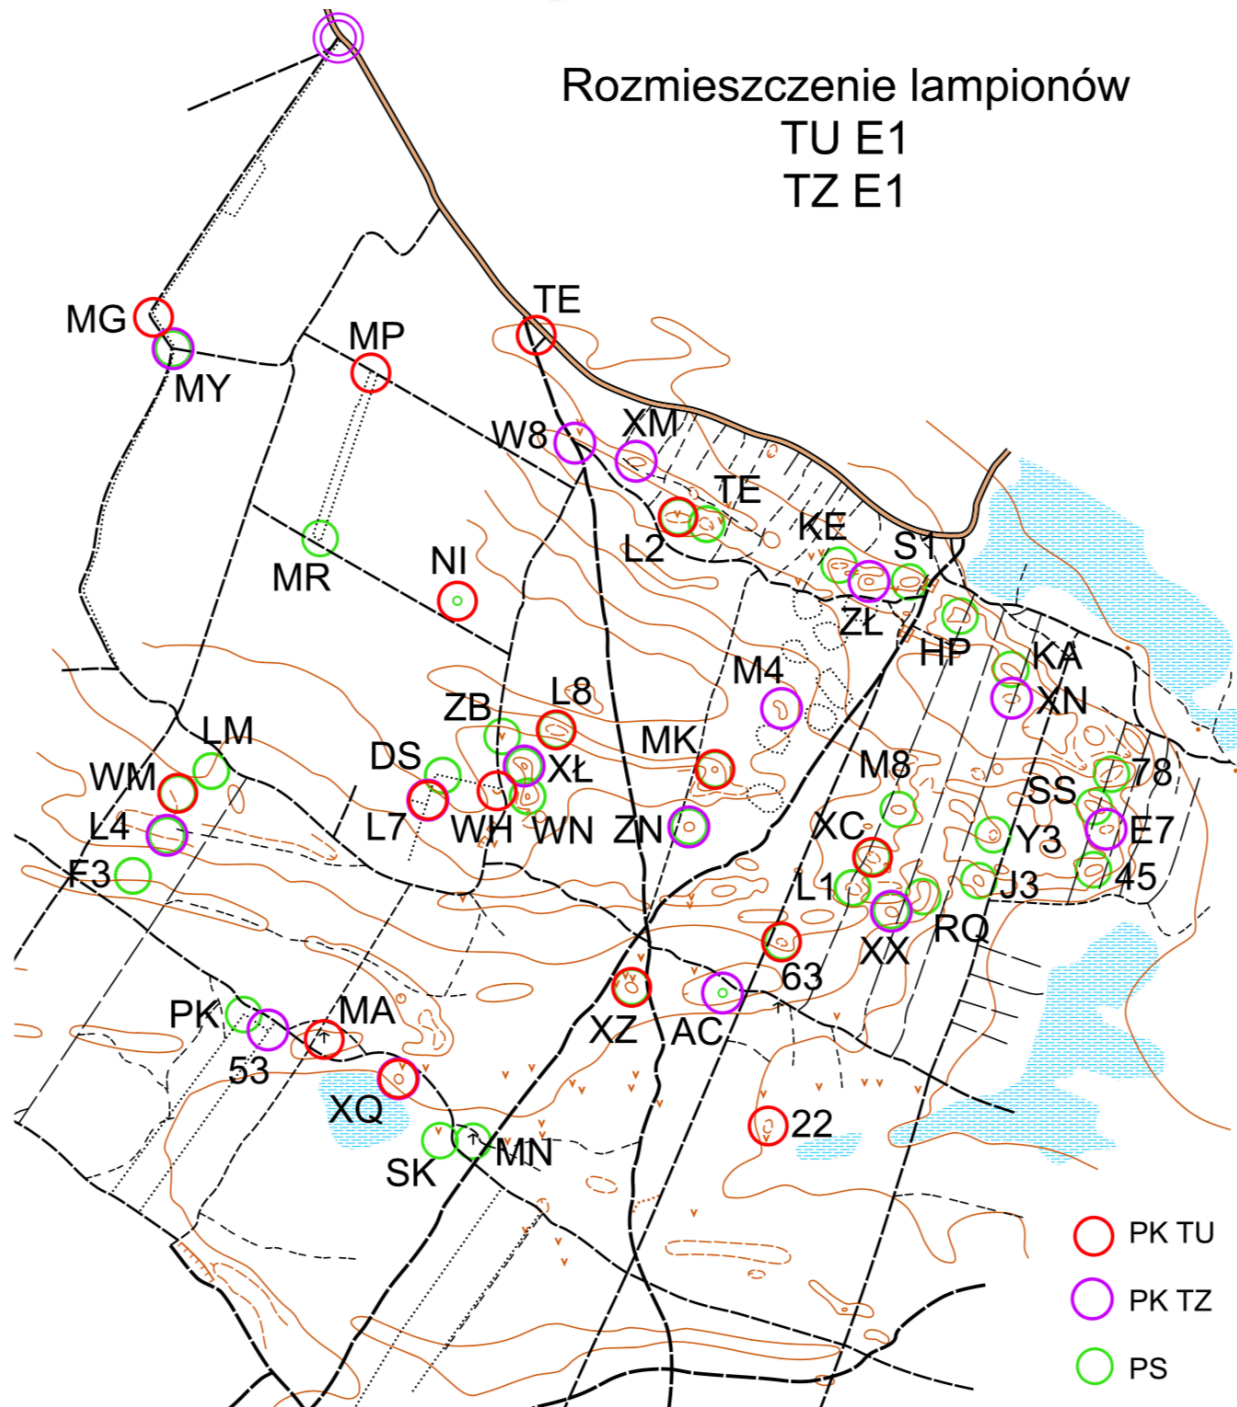 Rozmieszczenie lampionów
TU E1
TZ E1
TE
MG
MP
MY
W8
XM
TE
L2
KE
S1
MR
NI
ZŁ
HP
KA
M4
XN
ZB
L8
LM
DS
XŁ
MK
M8
78
WM
SS
L7
WH
WN
ZN
XC
Y3
E7
L4
F3
L1
J3
45
XX
RQ
63
PK
MA
XZ
AC
53
XQ
22
SK
MN
PK TU
PK TZ
PS